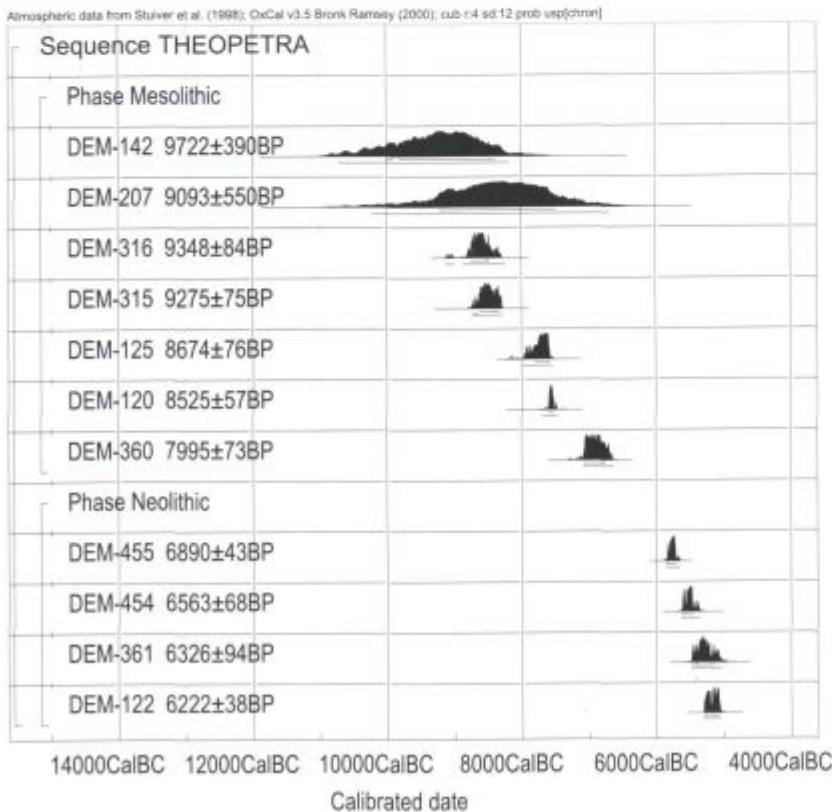 Atmospheric data from Stuiver et al. (1998); OxCal v3.5 Bronk Ramsey (2000); cub r:4 sd:12 prob usp[chron]
Sequence THEOPETRA
Phase Mesolithic
DEM-142 9722±390BP
DEM-207 9093±550BP
DEM-316 9348±84BP
DEM-315 9275±75BP
DEM-125 8674±76BP
DEM-120 8525±57BP
DEM-360 7995±73BP
Phase Neolithic
DEM-455 6890±43BP
DEM-454 6563±68BP
DEM-361 6326±94BP
DEM-122 6222±38BP
14000CalBC 12000CalBC 10000CalBC 8000CalBC 6000CalBC 4000CalBC
Calibrated date